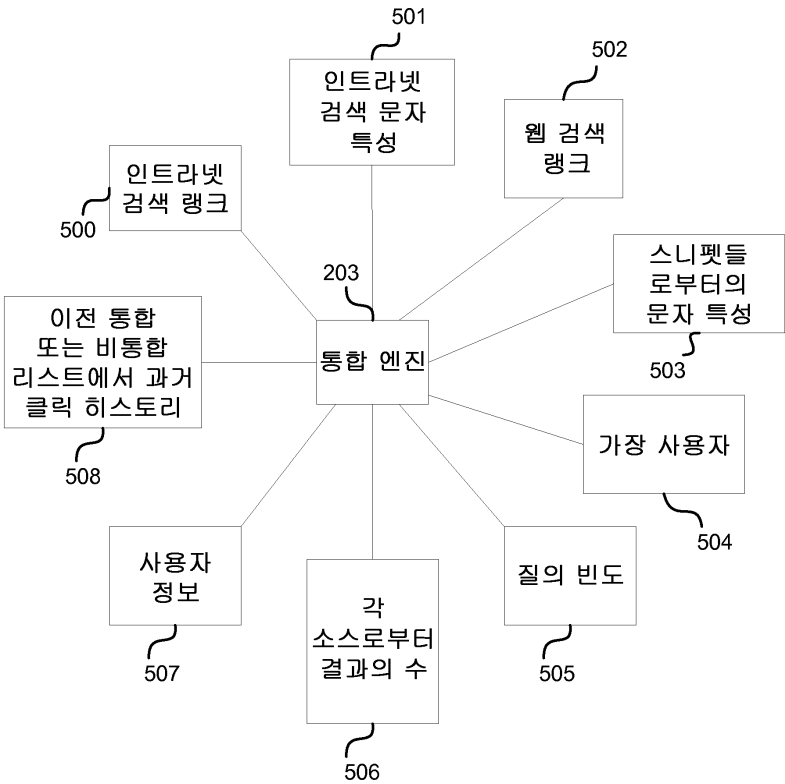 501
인트라넷
검색 문자
특성
502
웹 검색
랭크
인트라넷
검색 랭크
500
스니펫들
로부터의
문자 특성
503
203
통합 엔진
이전 통합
또는 비통합
리스트에서 과거
클릭 히스토리
508
가장 사용자
504
사용자
정보
507
각
소스로부터
결과의 수
506
질의 빈도
505